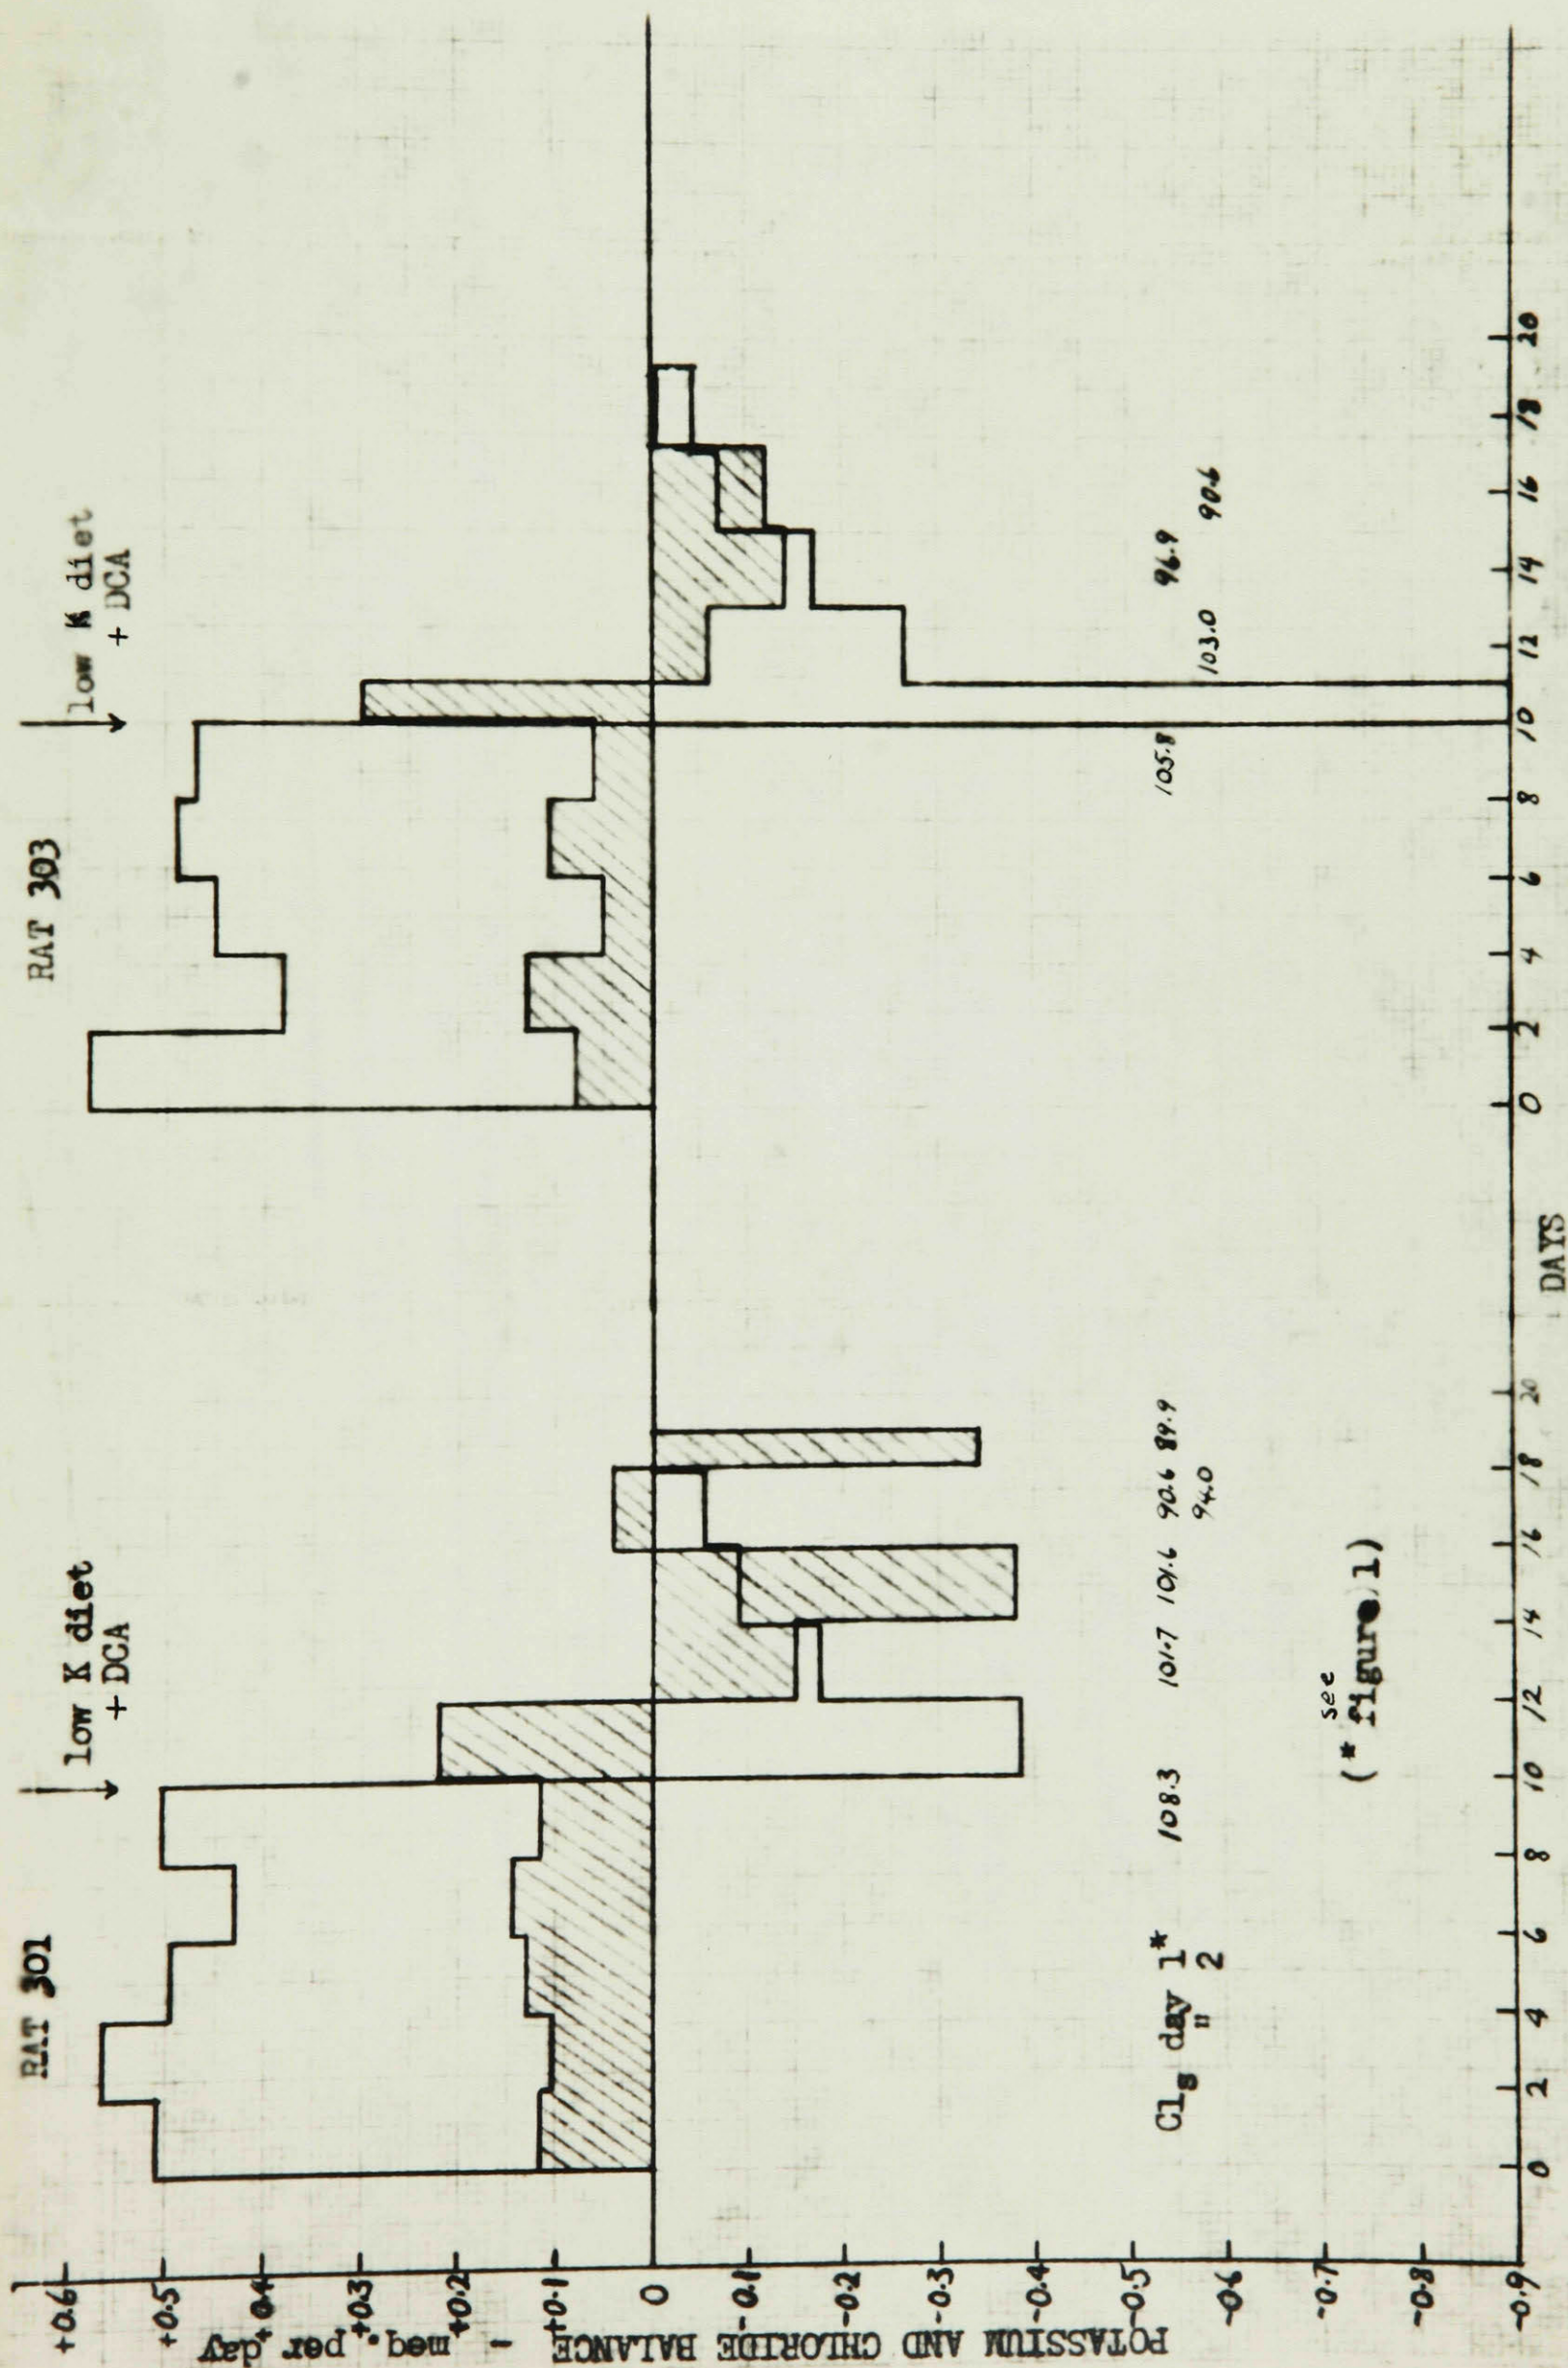 RAT 301
RAT 303
low K diet
+ DCA
low K diet
+ DCA
POTASSIUM AND CHLORIDE BALANCE - meq. per day
+0.6
+0.5
+0.4
+0.3
+0.2
+0.1
0
-0.1
-0.2
-0.3
-0.4
-0.5
-0.6
-0.7
-0.8
-0.9
Cls day 1* 108.3 101.7 101.6 90.6 89.9 105.8 96.9
" 2 94.0 103.0 90.6
see
(* figure 1)
0 2 4 6 8 10 12 14 16 18 20 0 2 4 6 8 10 12 14 16 18 20
DAYS